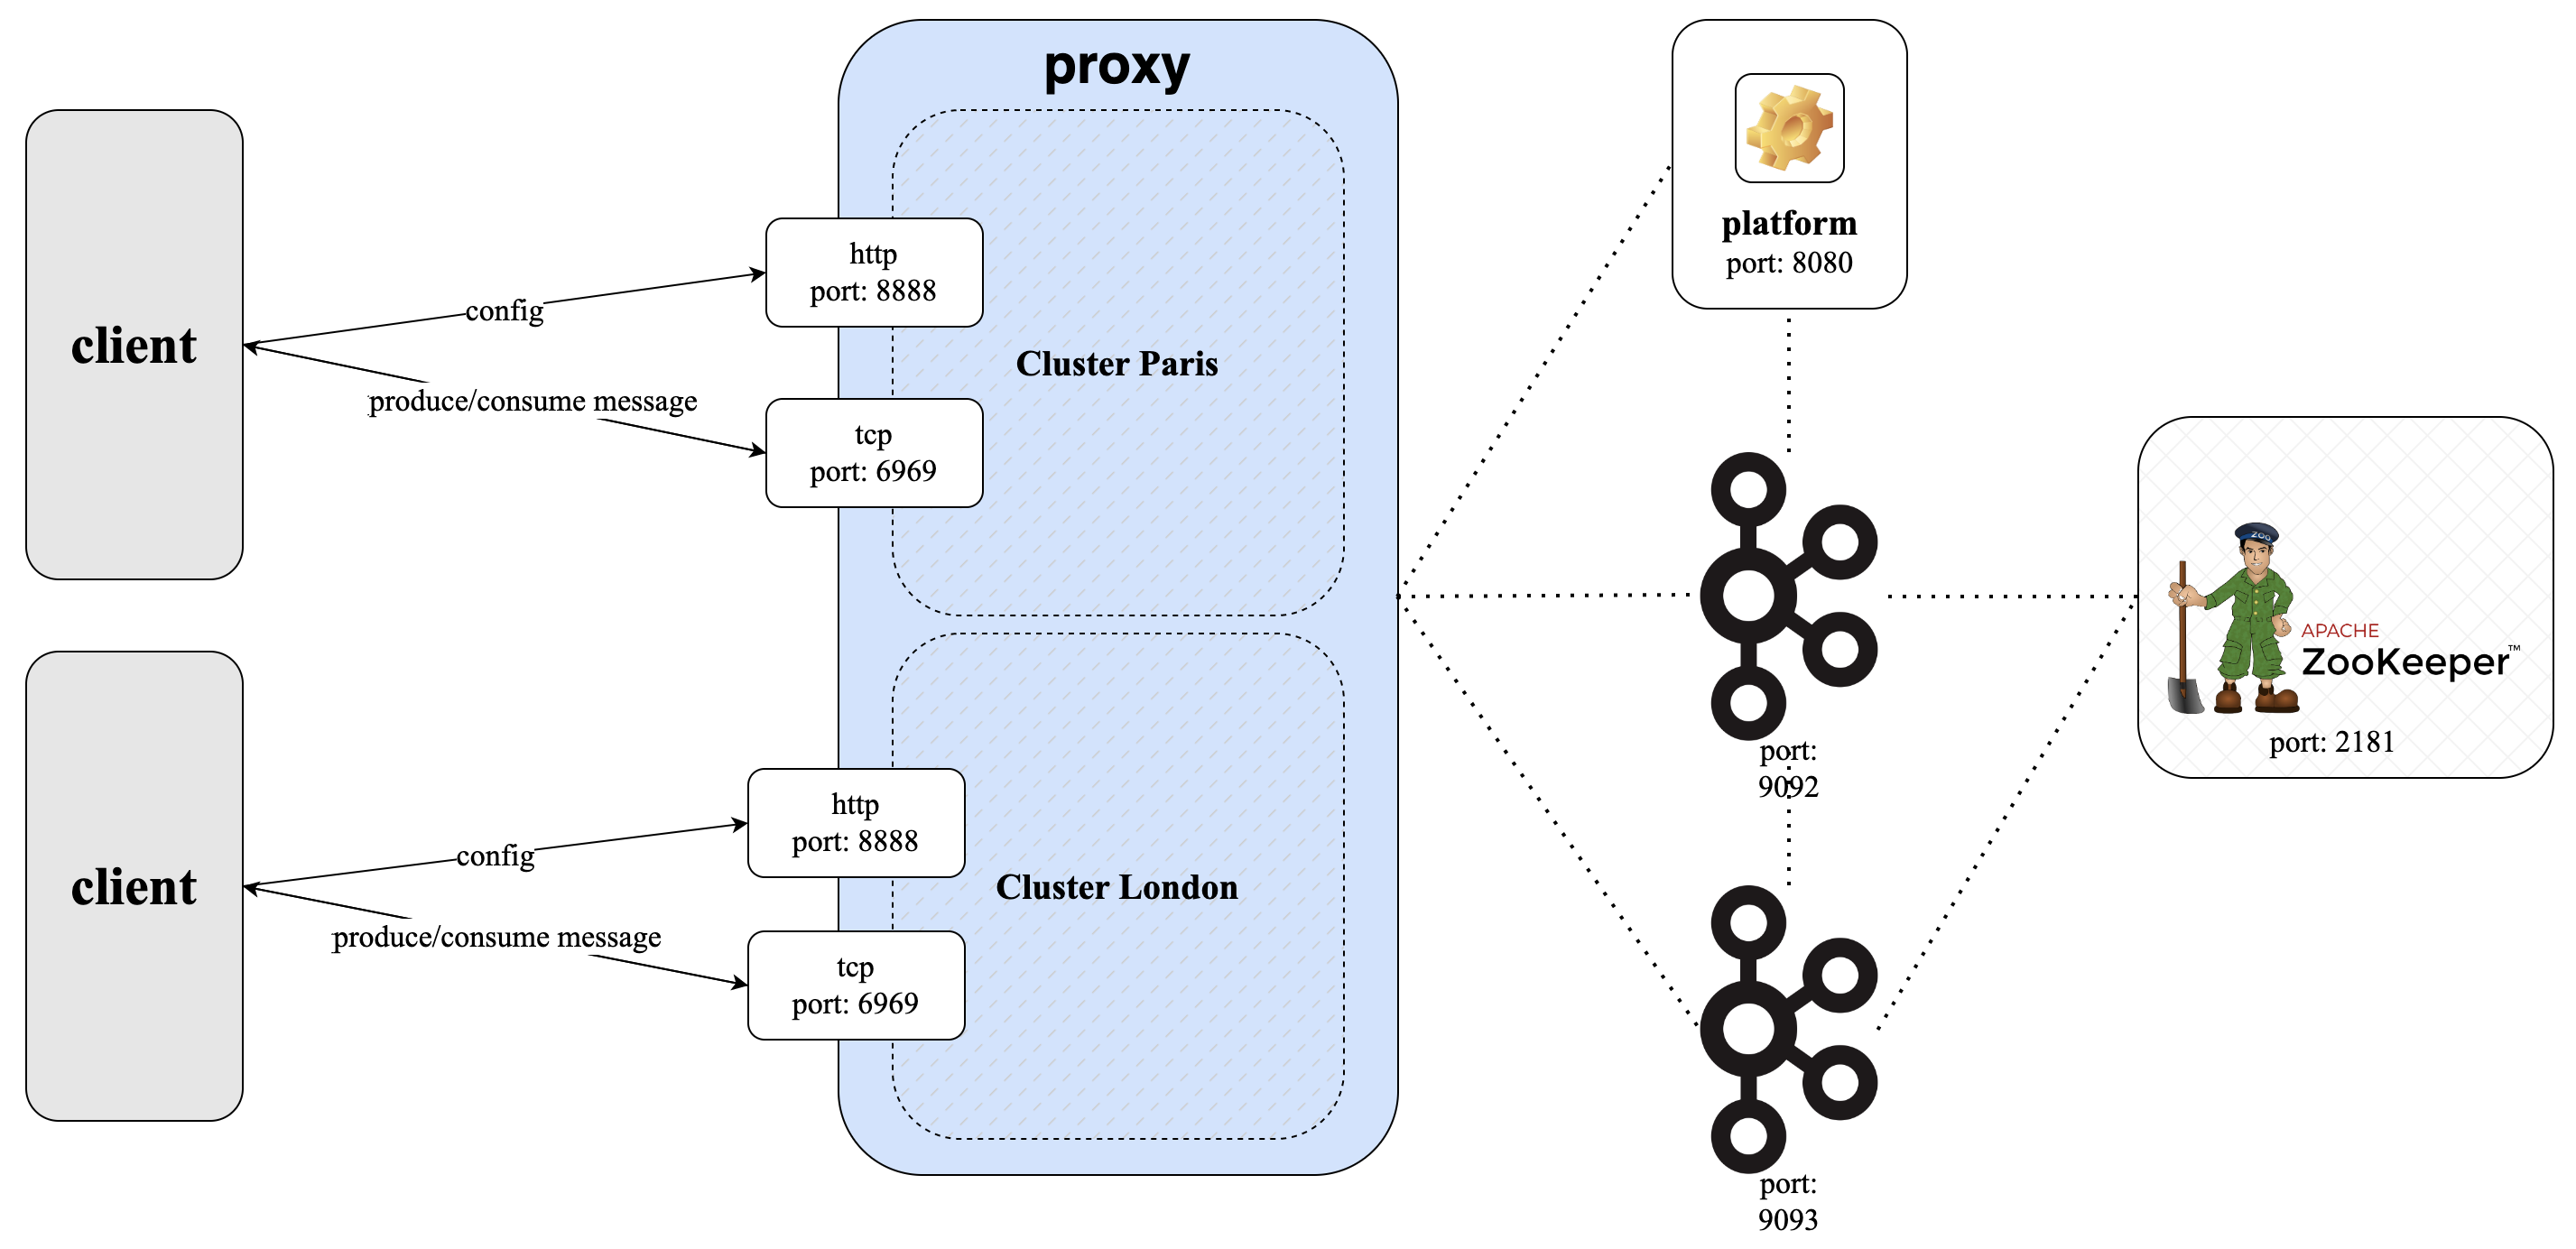 proxy
client
config
produce/consume message
http
port: 8888
tcp
port: 6969
Cluster Paris
client
config
produce/consume message
http
port: 8888
tcp
port: 6969
Cluster London
platform
port: 8080
port:
9092
port:
9093
ZOO
APACHE
ZooKeeper™
port: 2181